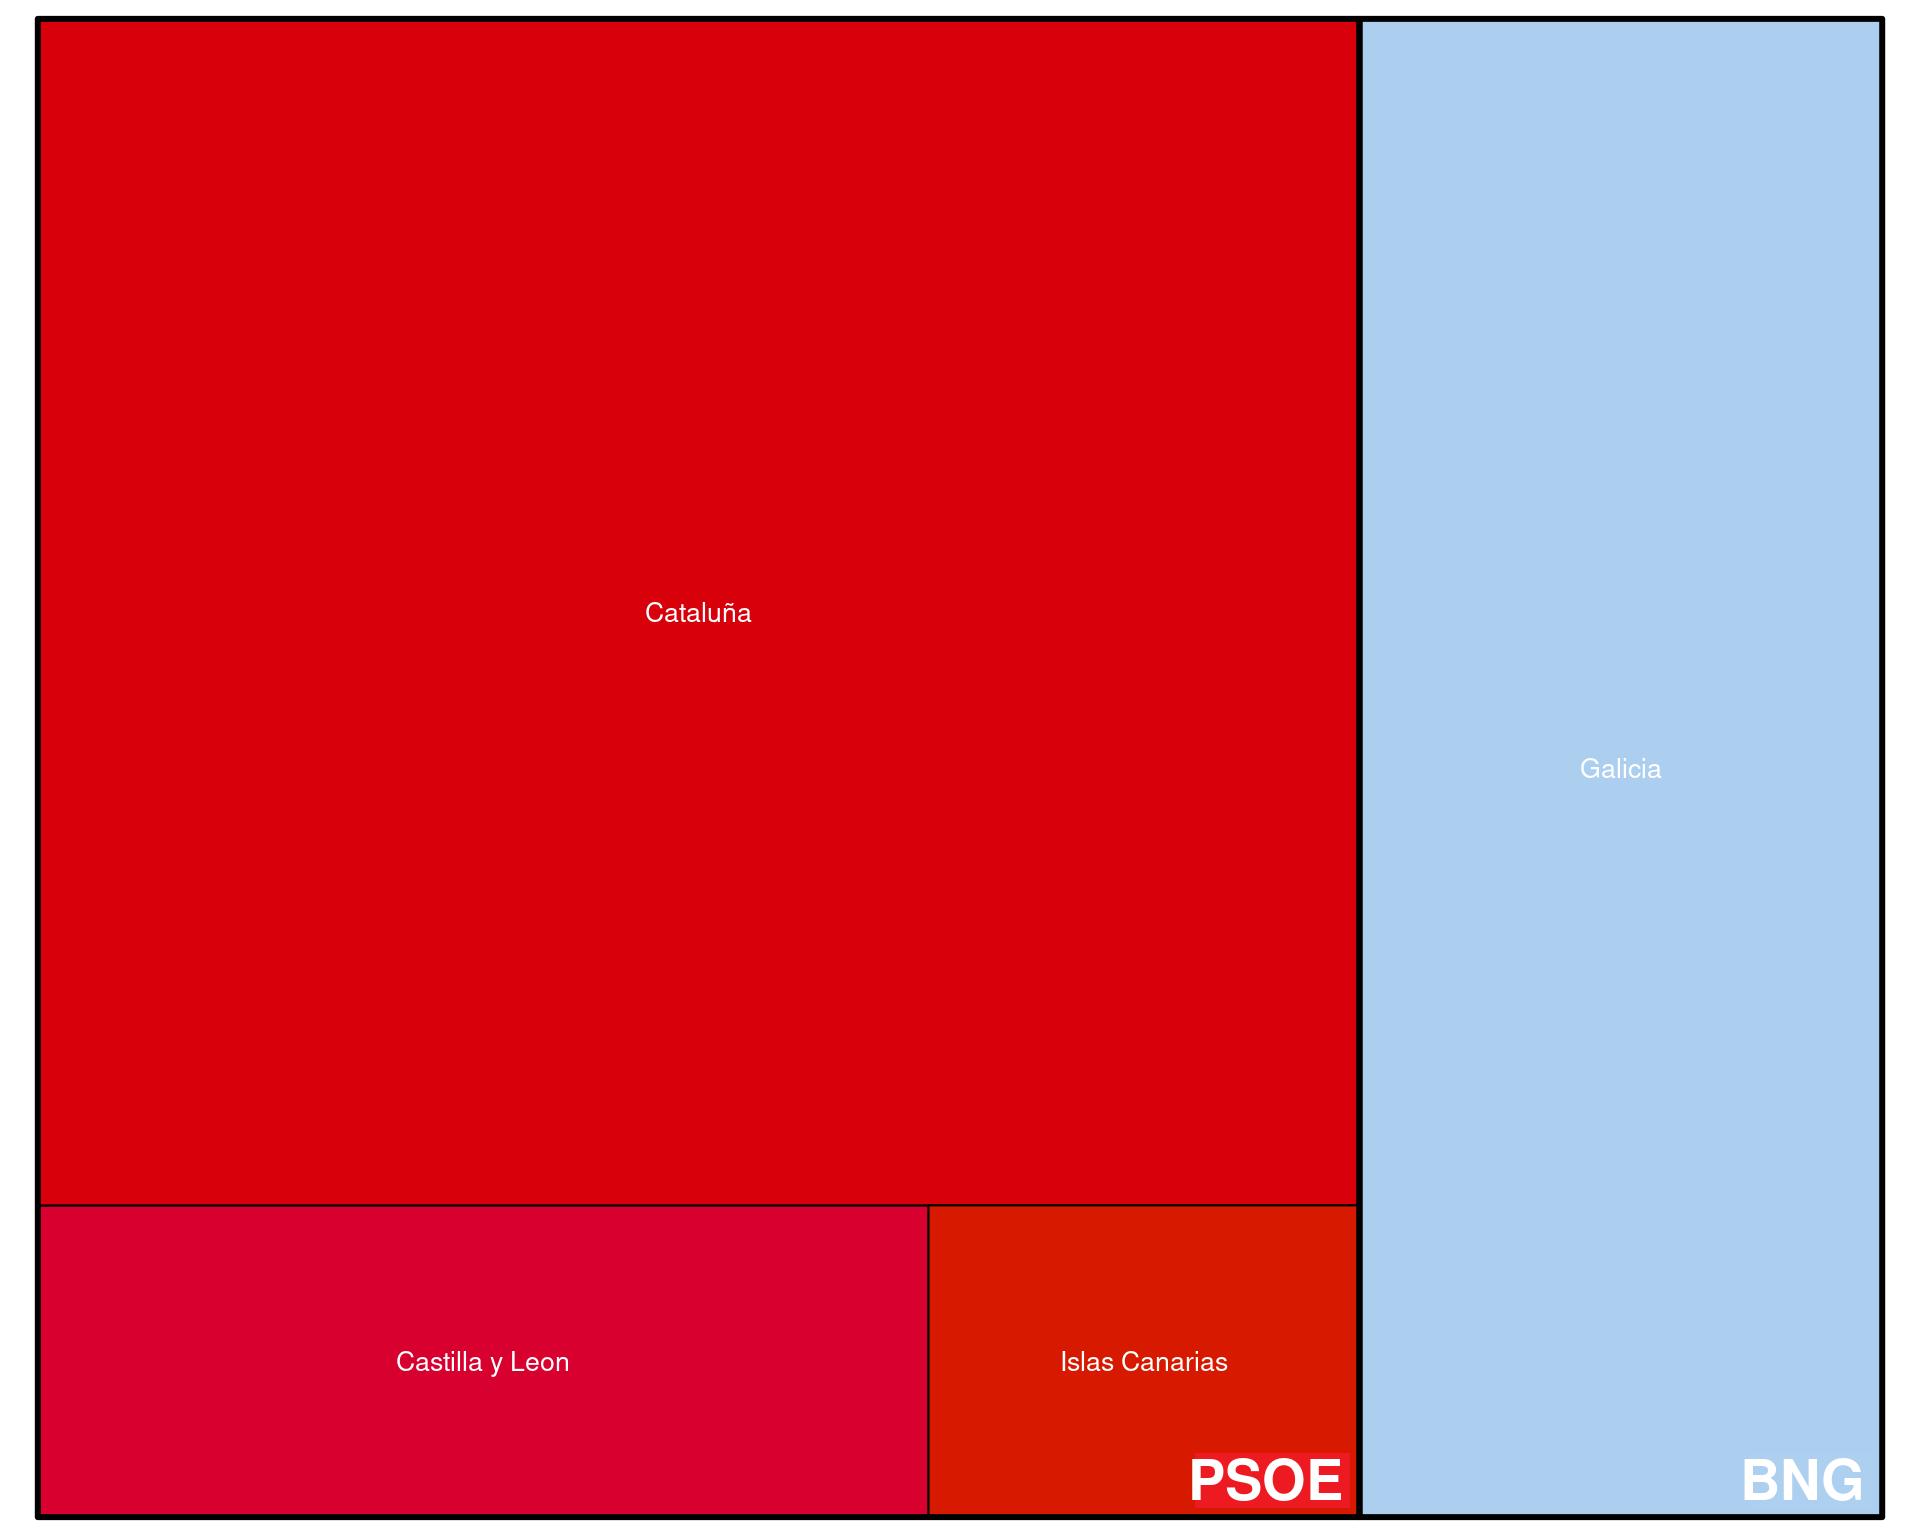 Cataluña
Galicia
Castilla y Leon
Islas Canarias
PSOE
BNG